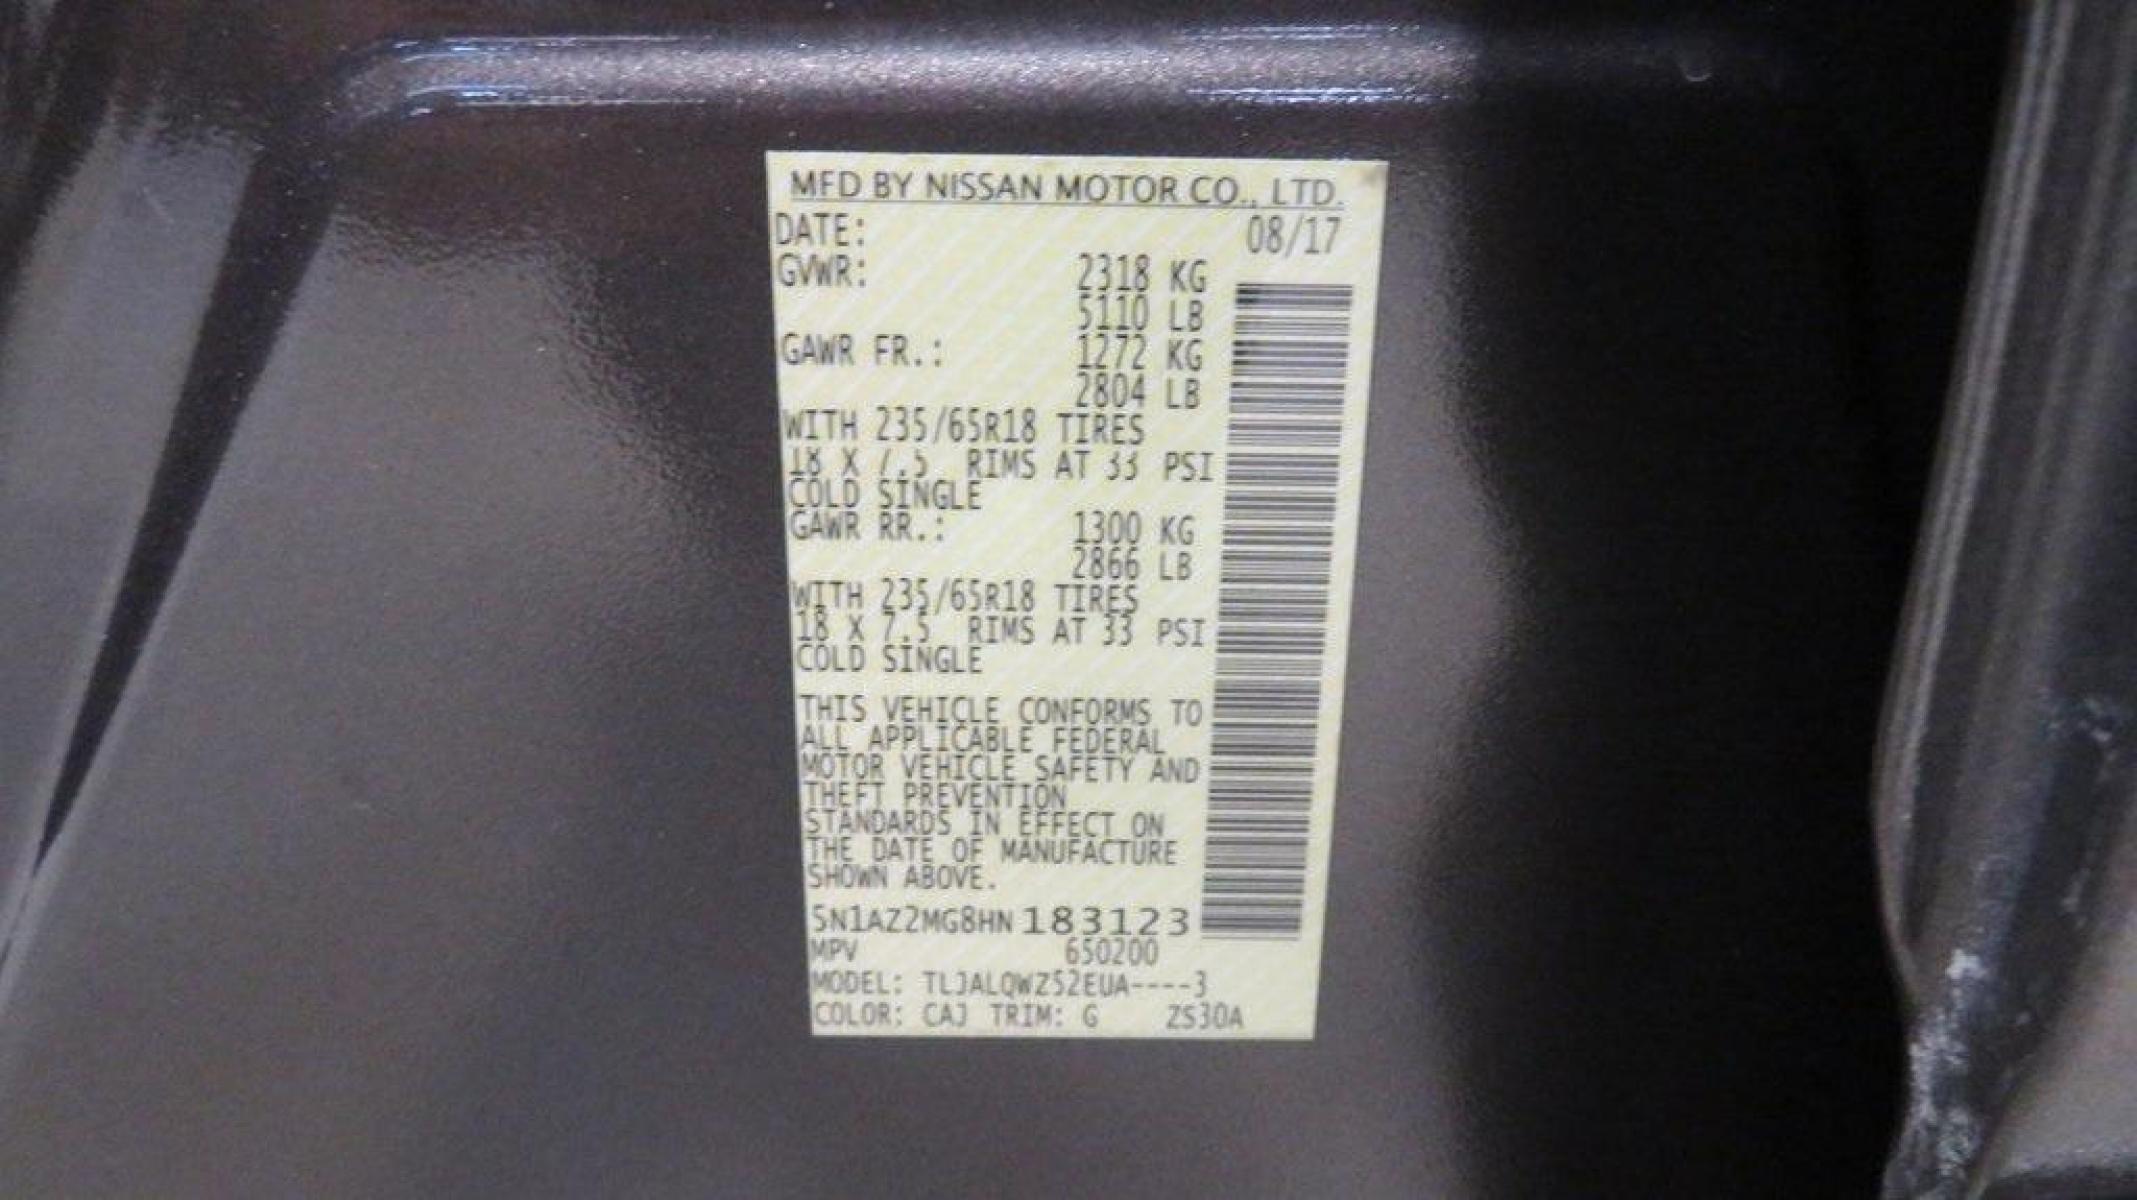 MFD BY NISSAN MOTOR CO., LTD.
DATE: 08/17
GVWR: 2318 KG
5110 LB
GAWR FR.: 1272 KG
2804 LB
WITH 235/65R18 TIRES
18 X 7.5 RIMS AT 33 PSI
COLD SINGLE
GAWR RR.: 1300 KG
2866 LB
WITH 235/65R18 TIRES
18 X 7.5 RIMS AT 33 PSI
COLD SINGLE
THIS VEHICLE CONFORMS TO
ALL APPLICABLE FEDERAL
MOTOR VEHICLE SAFETY AND
THEFT PREVENTION
STANDARDS IN EFFECT ON
THE DATE OF MANUFACTURE
SHOWN ABOVE.
5N1AZ2MG8HN183123
MPV 650200
MODEL: TLJALQWZ52EUA----3
COLOR: CAJ TRIM: G ZS30A